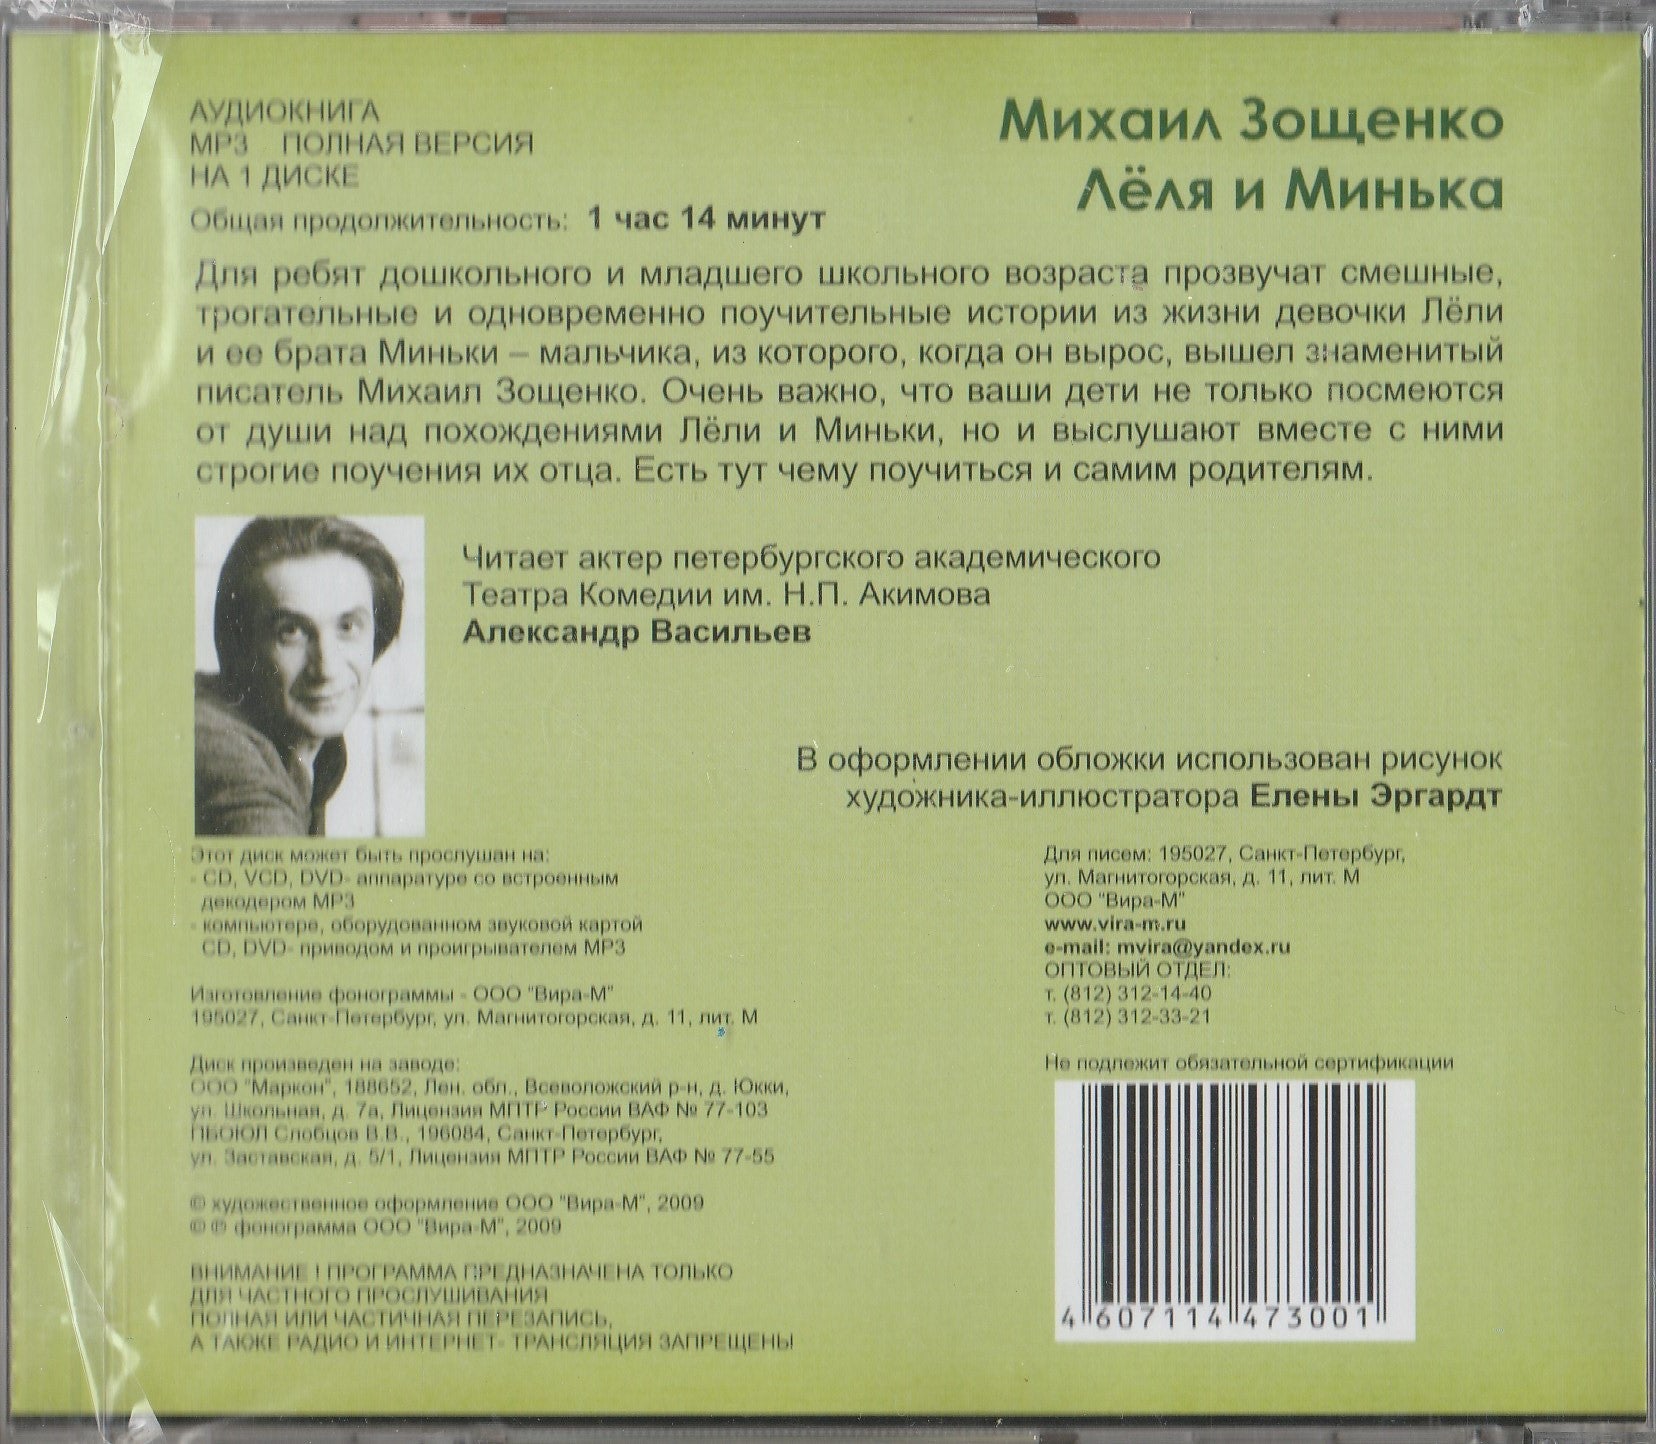 АУДИОКНИГА
MP3 ПОЛНАЯ ВЕРСИЯ
НА 1 ДИСКЕ
Общая продолжительность: 1 час 14 минут
Михаил Зощенко
Лёля и Минька
Для ребят дошкольного и младшего школьного возраста прозвучат смешные,
трогательные и одновременно поучительные истории из жизни девочки Лёли
и ее брата Миньки – мальчика, из которого, когда он вырос, вышел знаменитый
писатель Михаил Зощенко. Очень важно, что ваши дети не только посмеются
от души над похождениями Лёли и Миньки, но и выслушают вместе с ними
строгие поучения их отца. Есть тут чему поучиться и самим родителям.
Читает актер петербургского академического
Театра Комедии им. Н.П. Акимова
Александр Васильев
В оформлении обложки использован рисунок
художника-иллюстратора Елены Эргардт
Этот диск может быть прослушан на:
- CD, VCD, DVD- аппаратуре со встроенным
декодером MP3
- компьютере, оборудованном звуковой картой
CD, DVD- приводом и проигрывателем MP3
Изготовление фонограммы - ООО "Вира-М"
195027, Санкт-Петербург, ул. Магнитогорская, д. 11, лит. М
Диск произведен на заводе:
ООО "Маркон", 188652, Лен. обл., Всеволожский р-н, д. Юкки,
ул. Школьная, д. 7а, Лицензия МПТР России ВАФ № 77-103
ПБОЮЛ Слобцов В.В., 196084, Санкт-Петербург,
ул. Заставская, д. 5/1, Лицензия МПТР России ВАФ № 77-55
© художественное оформление ООО "Вира-М", 2009
© ℗ фонограмма ООО "Вира-М", 2009
ВНИМАНИЕ ! ПРОГРАММА ПРЕДНАЗНАЧЕНА ТОЛЬКО
ДЛЯ ЧАСТНОГО ПРОСЛУШИВАНИЯ
ПОЛНАЯ ИЛИ ЧАСТИЧНАЯ ПЕРЕЗАПИСЬ,
А ТАКЖЕ РАДИО И ИНТЕРНЕТ- ТРАНСЛЯЦИЯ ЗАПРЕЩЕНЫ
Для писем: 195027, Санкт-Петербург,
ул. Магнитогорская, д. 11, лит. М
ООО "Вира-М"
www.vira-m.ru
e-mail: mvira@yandex.ru
ОПТОВЫЙ ОТДЕЛ:
т. (812) 312-14-40
т. (812) 312-33-21
Не подлежит обязательной сертификации
4 607114 473001